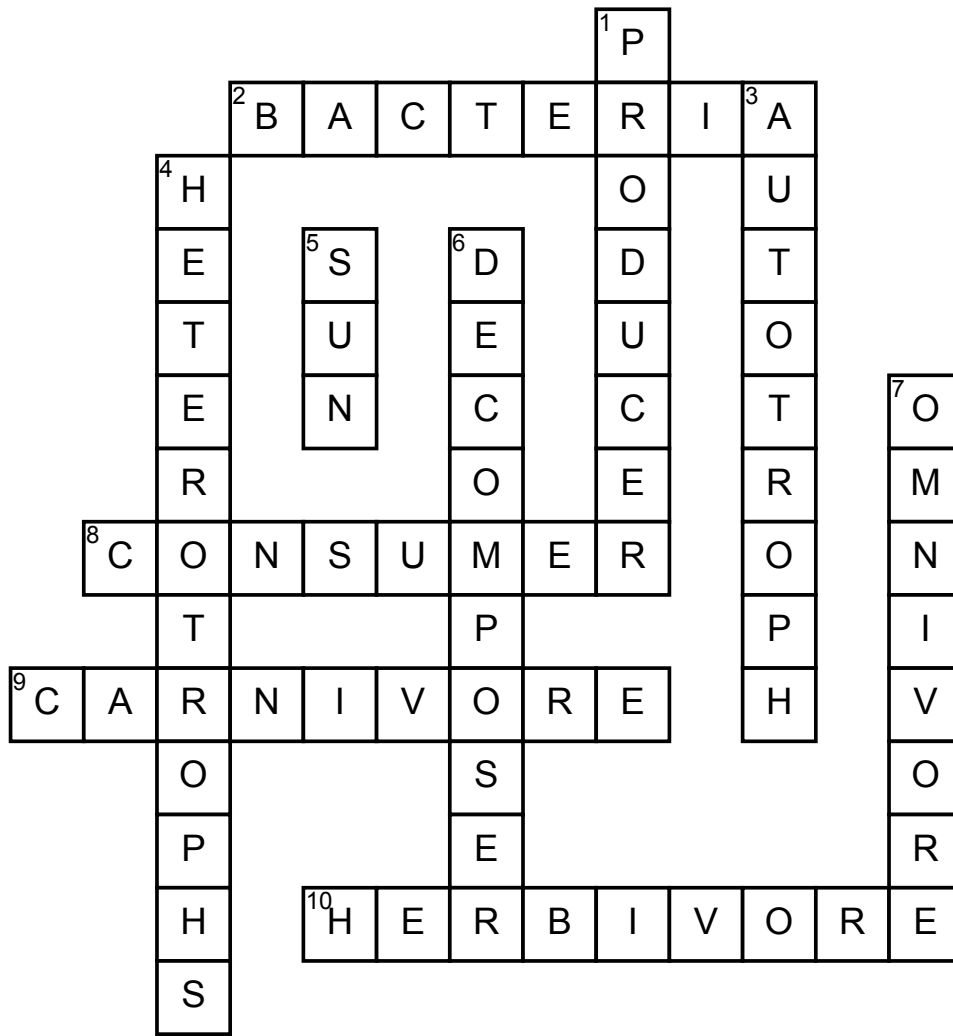 1 P
2 B A C T E R I 3 A
4 H O U
E 5 S 6 D D T
T U E U O
E N C C T 7 O
R O E R M
8 C O N S U M E R O N
T P P I
9 C A R N I V O R E H V
O S O
P E R
H 10 H E R B I V O R E
S